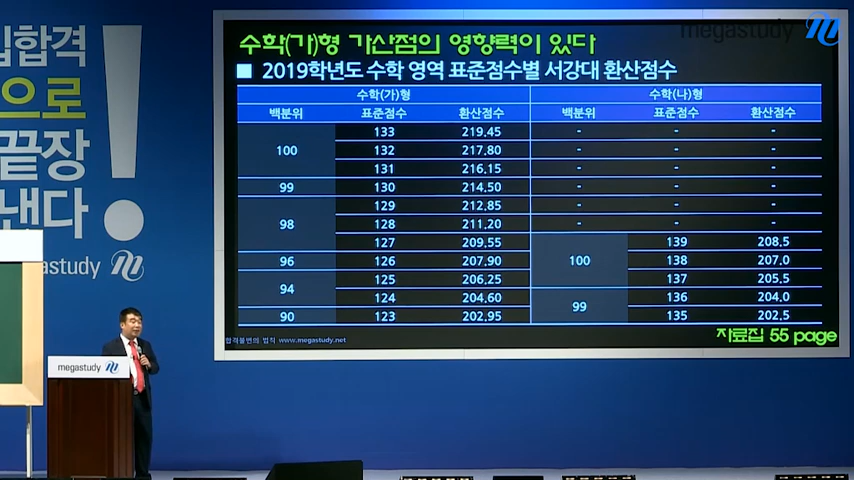 megastudy
수학(가)형 가산점의 영향력이 있다
■ 2019학년도 수학 영역 표준점수별 서강대 환산점수
수학(가)형 수학(나)형
백분위 표준점수 환산점수 백분위 표준점수 환산점수
100 133 219.45 - - -
132 217.80 - - -
131 216.15 - - -
99 130 214.50 - - -
98 129 212.85 - - -
128 211.20 - - -
127 209.55 100 139 208.5
96 126 207.90 138 207.0
94 125 206.25 137 205.5
124 204.60 99 136 204.0
90 123 202.95 135 202.5
합격불변의 법칙 www.megastudy.net
자료집 55 page
합격
으로
끝장
낸다!
astudy
megastudy